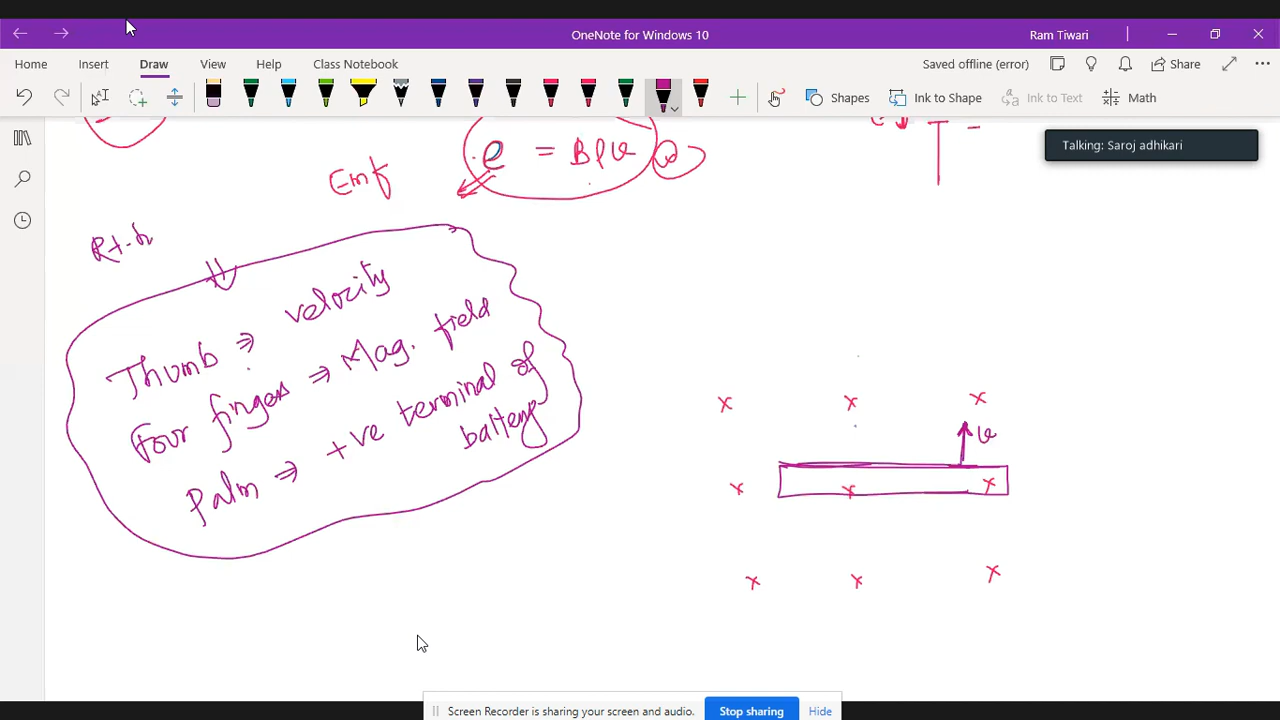 OneNote for Windows 10
Ram Tiwari
Home Insert Draw View Help Class Notebook
Saved offline (error)
Share
Shapes
Ink to Shape
Ink to Text
Math
Talking: Saroj adhikari
Emf
e = Blv
Rt-h
Thumb ⇒ velocity
Four fingers ⇒ Mag. field
Palm ⇒ +ve terminal of
battery
x x x
v
x x x
x x x
Screen Recorder is sharing your screen and audio.
Stop sharing
Hide